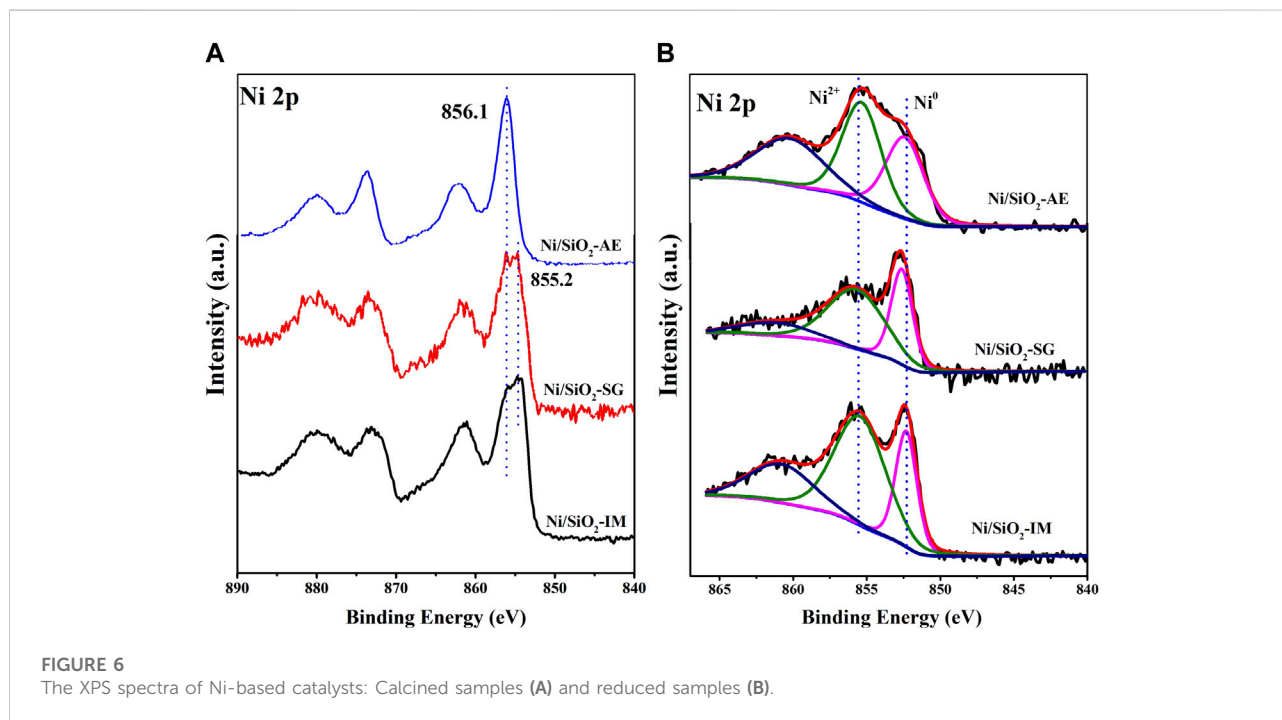 A
Ni 2p
856.1
Ni/SiO₂-AE
855.2
Ni/SiO₂-SG
Ni/SiO₂-IM
Intensity (a.u.)
890 880 870 860 850 840
Binding Energy (eV)
B
Ni 2p
Ni²⁺
Ni⁰
Ni/SiO₂-AE
Ni/SiO₂-SG
Ni/SiO₂-IM
Intensity (a.u.)
865 860 855 850 845 840
Binding Energy (eV)
FIGURE 6
The XPS spectra of Ni-based catalysts: Calcined samples (A) and reduced samples (B).